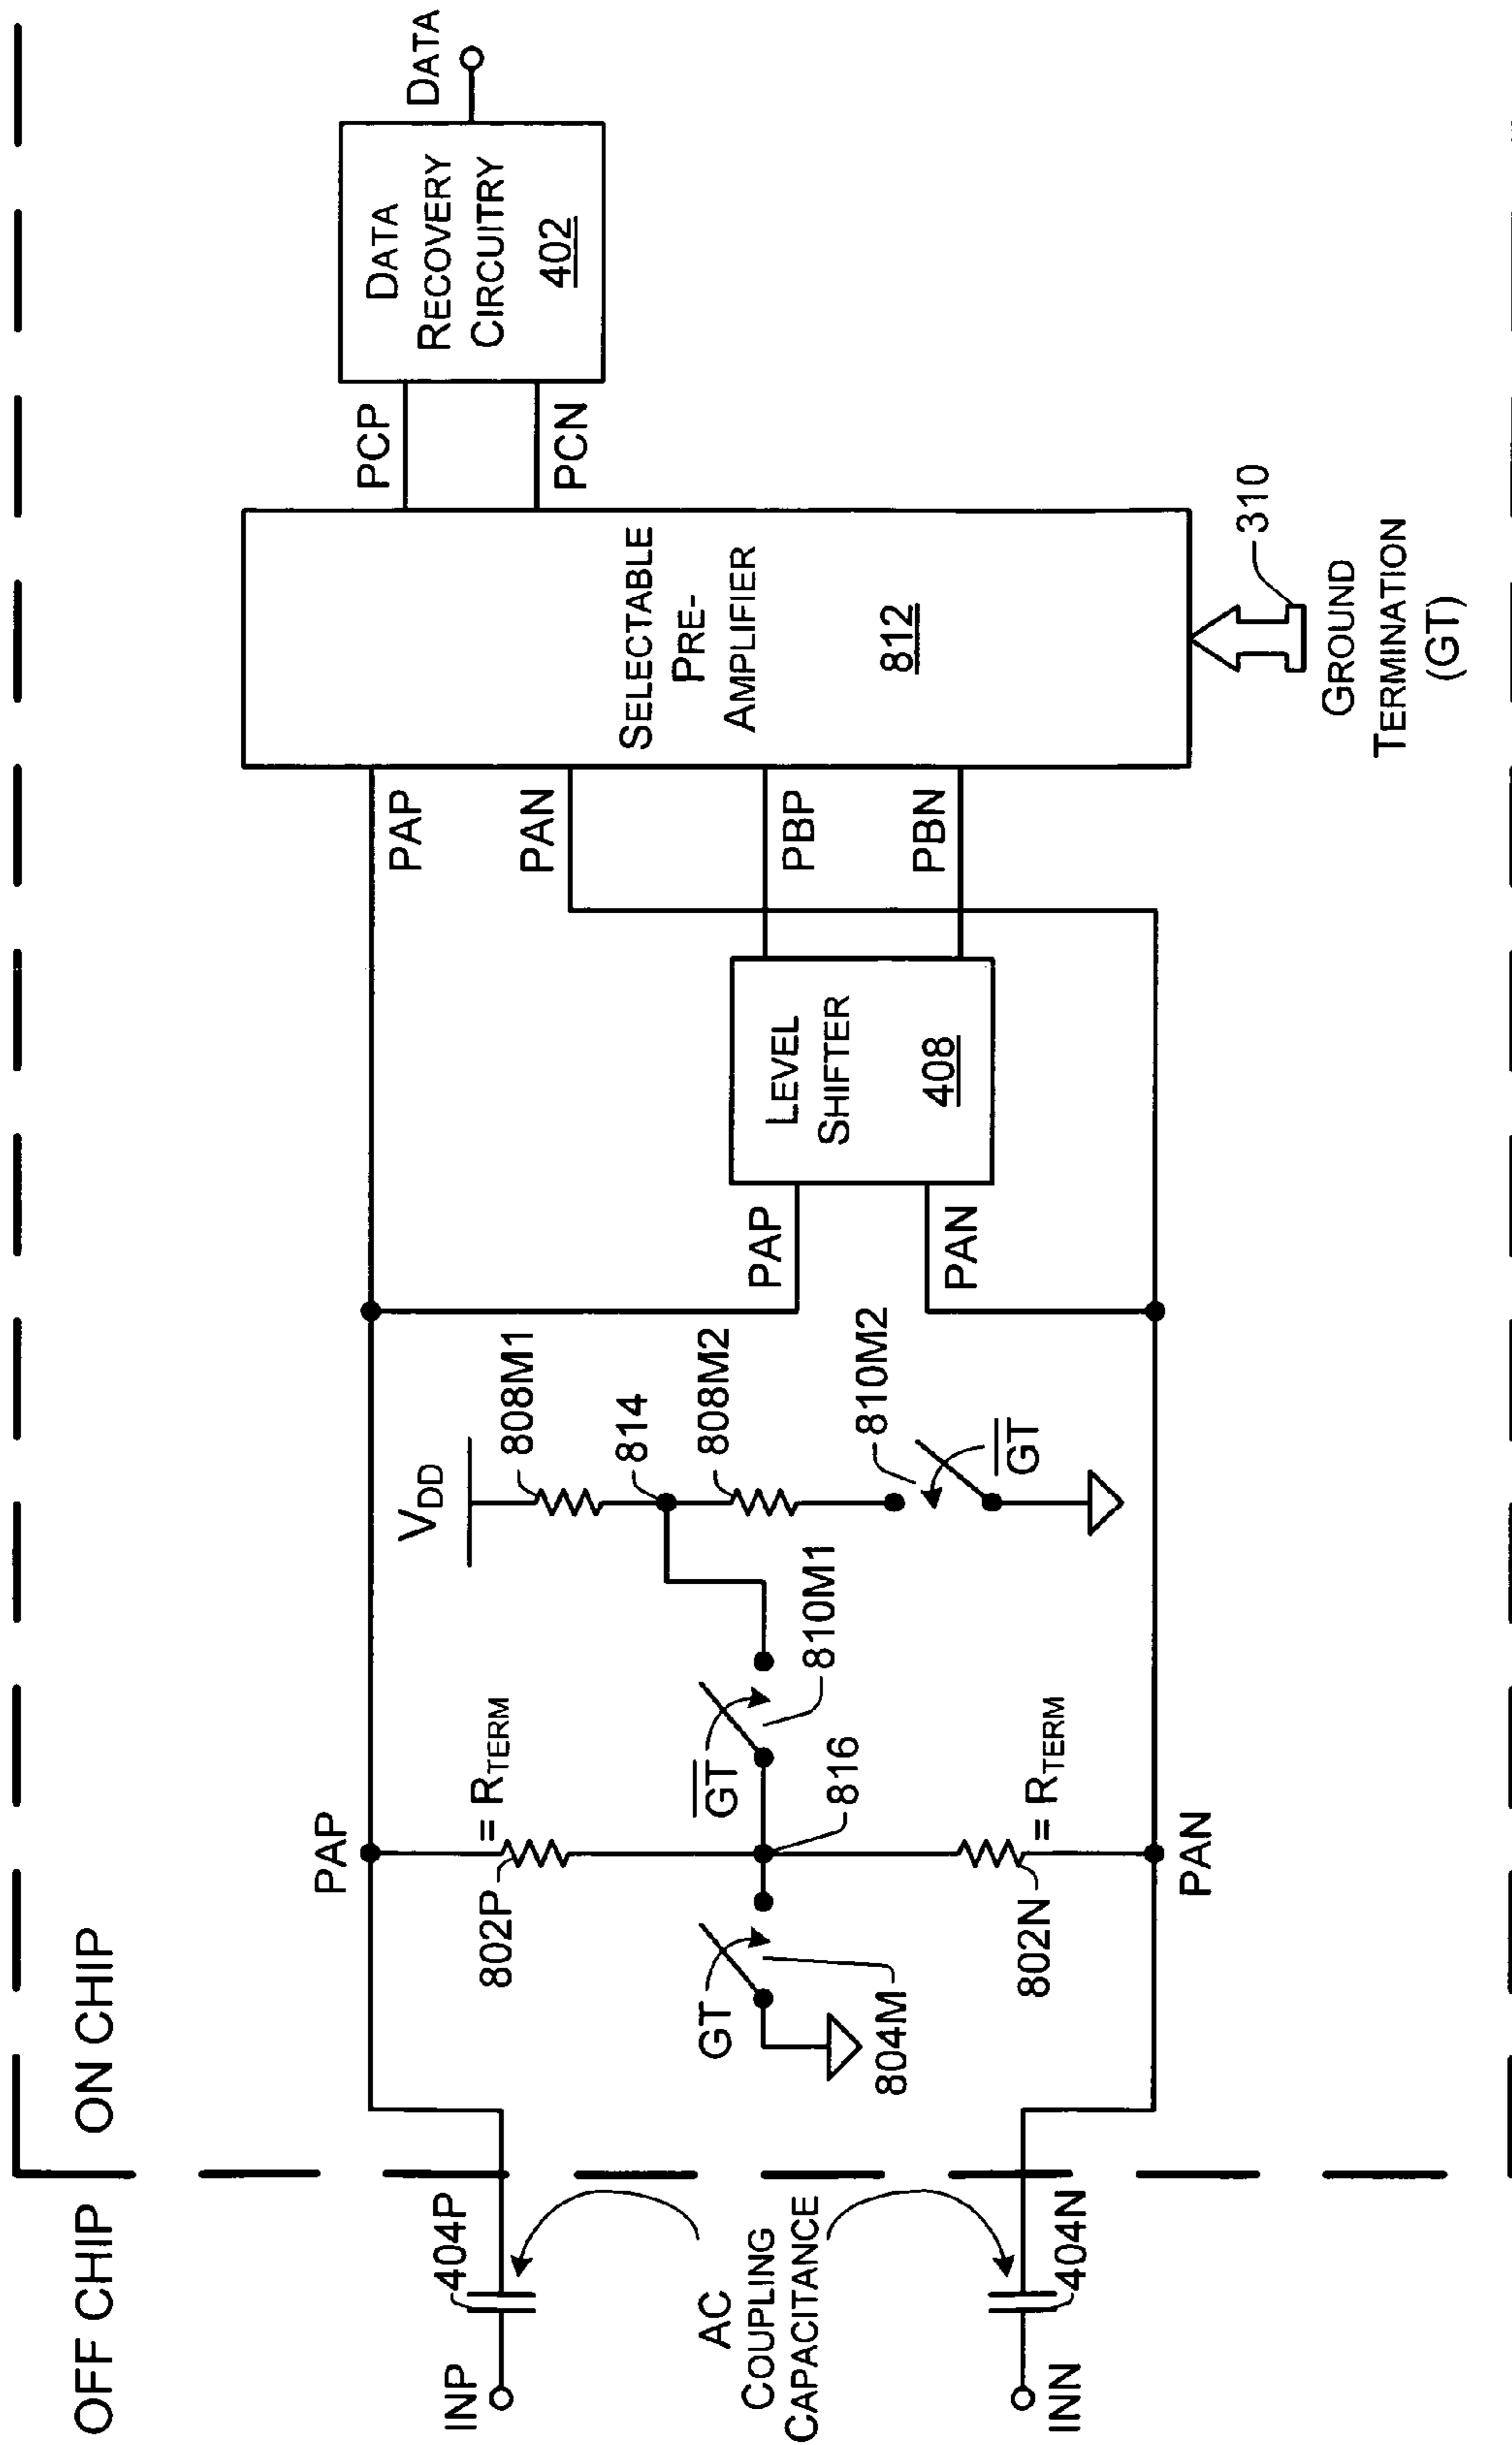 OFF CHIP
ON CHIP
INP
404P
AC
COUPLING
CAPACITANCE
INN
404N
PAP
802P
= RTERM
GT
804M
816
GT
810M1
802N
= RTERM
PAN
VDD
808M1
814
808M2
810M2
GT
PAP
PAN
LEVEL
SHIFTER
408
PAP
PAN
PBP
PBN
SELECTABLE
PRE-
AMPLIFIER
812
310
GROUND
TERMINATION
(GT)
PCP
PCN
DATA
RECOVERY
CIRCUITRY
402
DATA